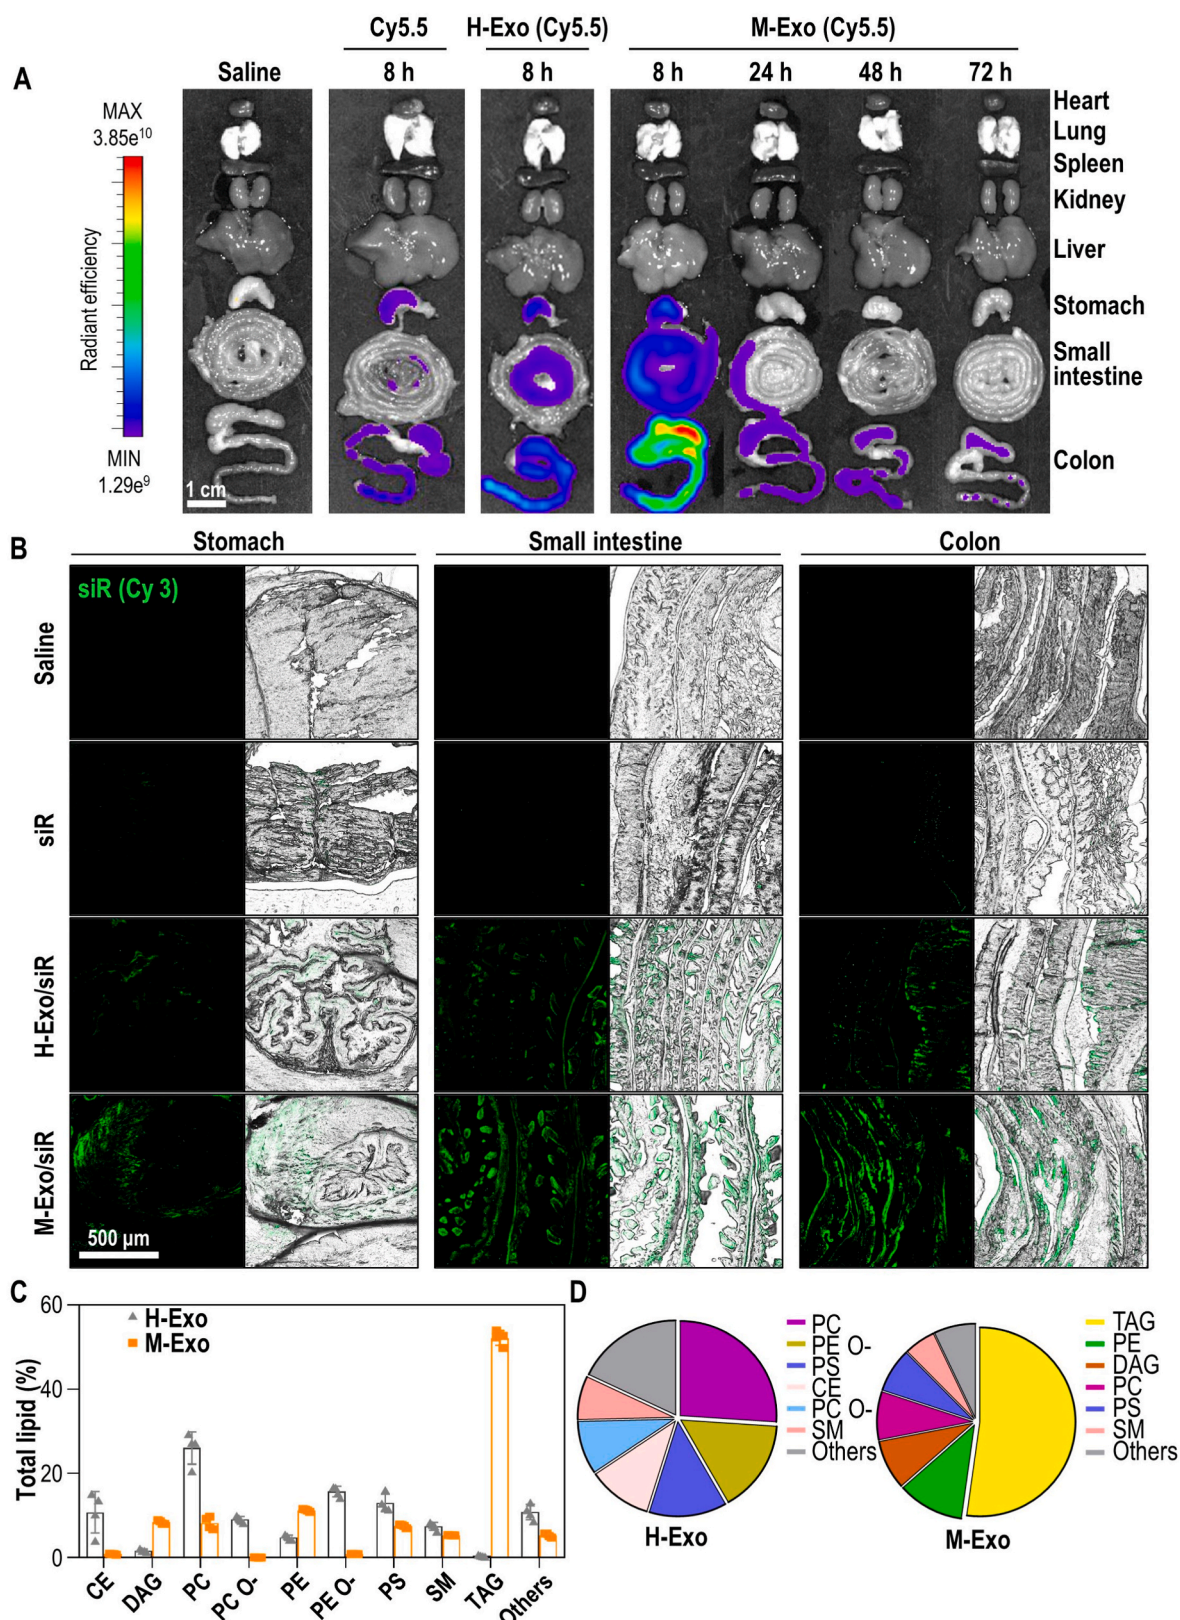 Cy5.5 H-Exo (Cy5.5) M-Exo (Cy5.5)
Saline 8 h 8 h 8 h 24 h 48 h 72 h
A
MAX
3.85e10
Radiant efficiency
MIN
1.29e9
1 cm
Heart
Lung
Spleen
Kidney
Liver
Stomach
Small
intestine
Colon
B
Stomach Small intestine Colon
siR (Cy 3)
Saline
siR
H-Exo/siR
M-Exo/siR
500 µm
C
H-Exo
M-Exo
Total lipid (%)
60
40
20
0
CE DAG PC PC O- PE PE O- PS SM TAG Others
D
PC
PE O-
PS
CE
PC O-
SM
Others
H-Exo
TAG
PE
DAG
PC
PS
SM
Others
M-Exo